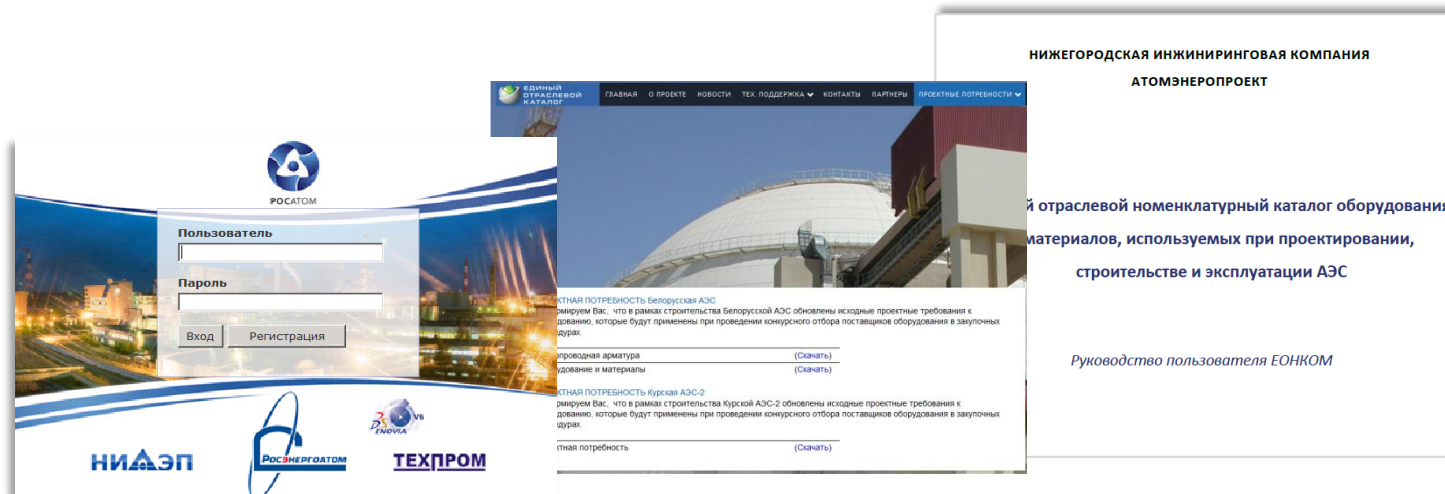 РОСАТОМ
Пользователь
Пароль
Вход Регистрация
V6
ENOVIA
НИАЭП
РОСЭНЕРГОАТОМ
ТЕХПРОМ
ЕДИНЫЙ
ОТРАСЛЕВОЙ
КАТАЛОГ
ГЛАВНАЯ О ПРОЕКТЕ НОВОСТИ ТЕХ. ПОДДЕРЖКА КОНТАКТЫ ПАРТНЕРЫ ПРОЕКТНЫЕ ПОТРЕБНОСТИ
КТНАЯ ПОТРЕБНОСТЬ Белорусская АЭС
рмируем Вас, что в рамках строительства Белорусской АЭС обновлены исходные проектные требования к
дованию, которые будут применены при проведении конкурсного отбора поставщиков оборудования в закупочных
дурах.
опроводная арматура (Скачать)
удование и материалы (Скачать)
КТНАЯ ПОТРЕБНОСТЬ Курская АЭС-2
рмируем Вас, что в рамках строительства Курской АЭС-2 обновлены исходные проектные требования к
дованию, которые будут применены при проведении конкурсного отбора поставщиков оборудования в закупочных
дурах.
ктная потребность (Скачать)
НИЖЕГОРОДСКАЯ ИНЖИНИРИНГОВАЯ КОМПАНИЯ
АТОМЭНЕРОПРОЕКТ
й отраслевой номенклатурный каталог оборудования
материалов, используемых при проектировании,
строительстве и эксплуатации АЭС
Руководство пользователя ЕОНКОМ